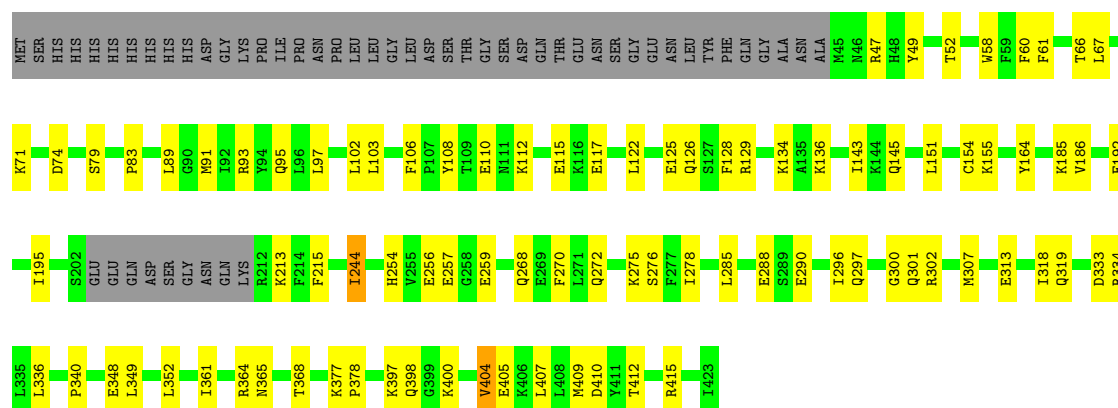 MET SER HIS HIS HIS HIS HIS HIS HIS HIS HIS HIS ASP GLY LYS PRO ILE PRO ASN PRO LEU LEU GLY LEU ASP SER THR GLY SER ASP GLN THR GLU ASN SER GLY GLU ASN LEU TYR PHE GLN GLY ALA ASN ALA M45 N46 R47 H48 Y49 T52 W58 F59 F60 F61 T66 L67
K71 D74 S79 P83 L89 G90 M91 I92 R93 Y94 Q95 L96 L97 L102 L103 F106 P107 Y108 T109 E110 N111 K112 E115 K116 E117 L122 E125 Q126 S127 F128 R129 K134 A135 K136 I143 K144 Q145 L151 C154 K155 Y164 K185 V186
I195 S202 GLU GLU GLN ASP SER GLY ASN GLN LYS R212 K213 F214 F215 I244 H254 V255 E256 E257 G258 E259 Q268 E269 F270 L271 Q272 K275 S276 F277 I278 L285 E288 S289 E290 I296 Q297 G300 Q301 R302 M307 E313 I318 Q319 D333
L335 L336 P340 E348 L349 L352 I361 R364 N365 T368 K377 P378 K397 Q398 G399 K400 V404 E405 K406 L407 L408 M409 D410 Y411 T412 R415 I423